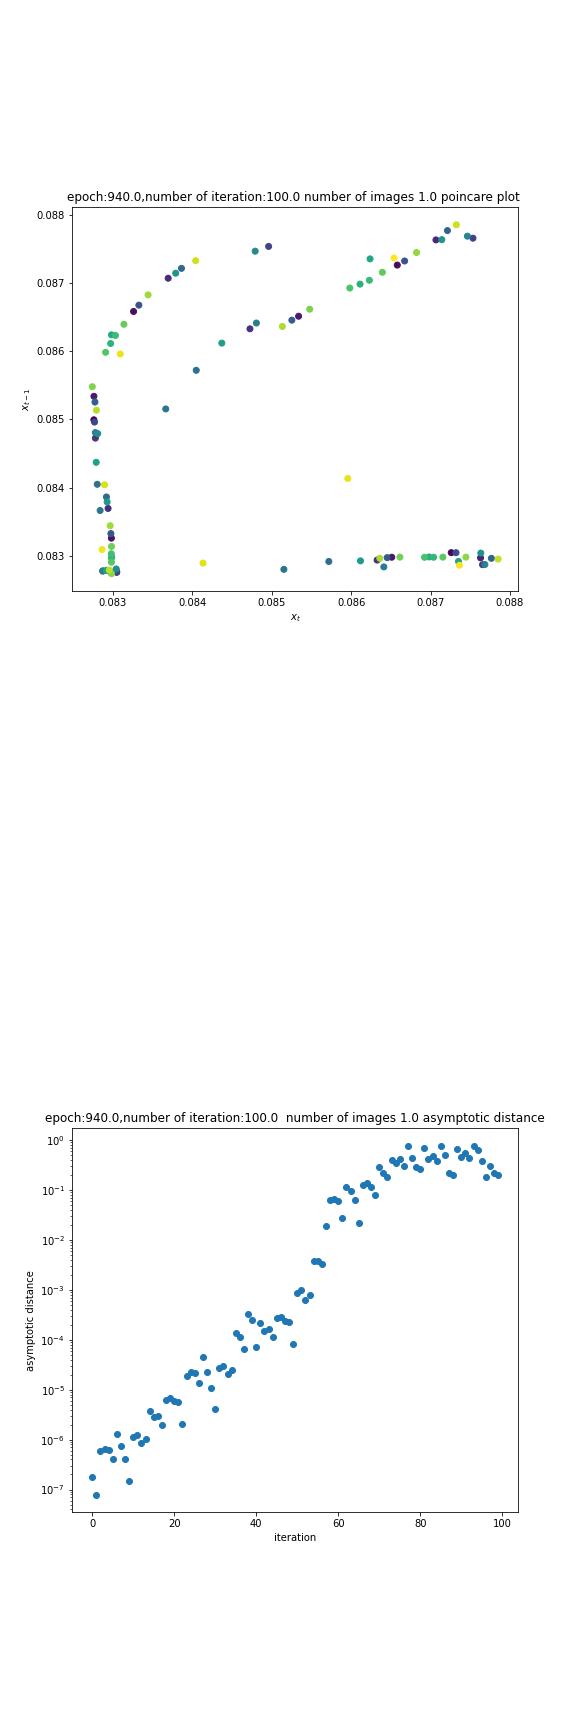 epoch:940.0,number of iteration:100.0 number of images 1.0 poincare plot
0.088
0.087
0.086
0.085
0.084
0.083
x_{t-1}
0.083 0.084 0.085 0.086 0.087 0.088
x_t
epoch:940.0,number of iteration:100.0  number of images 1.0 asymptotic distance
10^0
10^{-1}
10^{-2}
10^{-3}
10^{-4}
10^{-5}
10^{-6}
10^{-7}
asymptotic distance
0 20 40 60 80 100
iteration